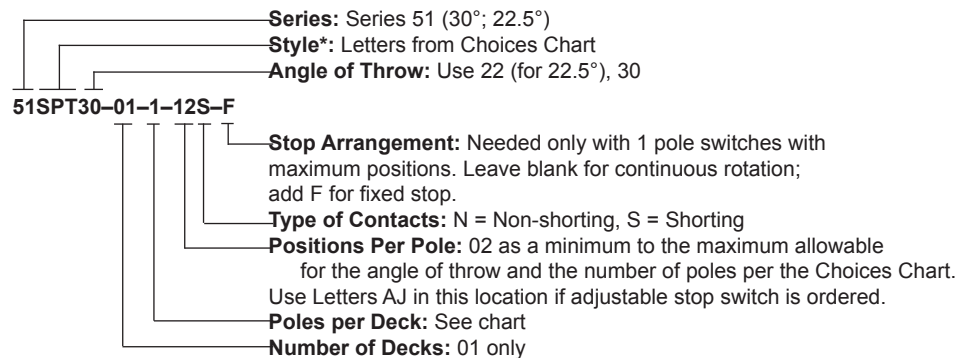 Series: Series 51 (30°; 22.5°)
Style*: Letters from Choices Chart
Angle of Throw: Use 22 (for 22.5°), 30
51SPT30–01–1–12S–F
Stop Arrangement: Needed only with 1 pole switches with
maximum positions. Leave blank for continuous rotation;
add F for fixed stop.
Type of Contacts: N = Non-shorting, S = Shorting
Positions Per Pole: 02 as a minimum to the maximum allowable
for the angle of throw and the number of poles per the Choices Chart.
Use Letters AJ in this location if adjustable stop switch is ordered.
Poles per Deck: See chart
Number of Decks: 01 only